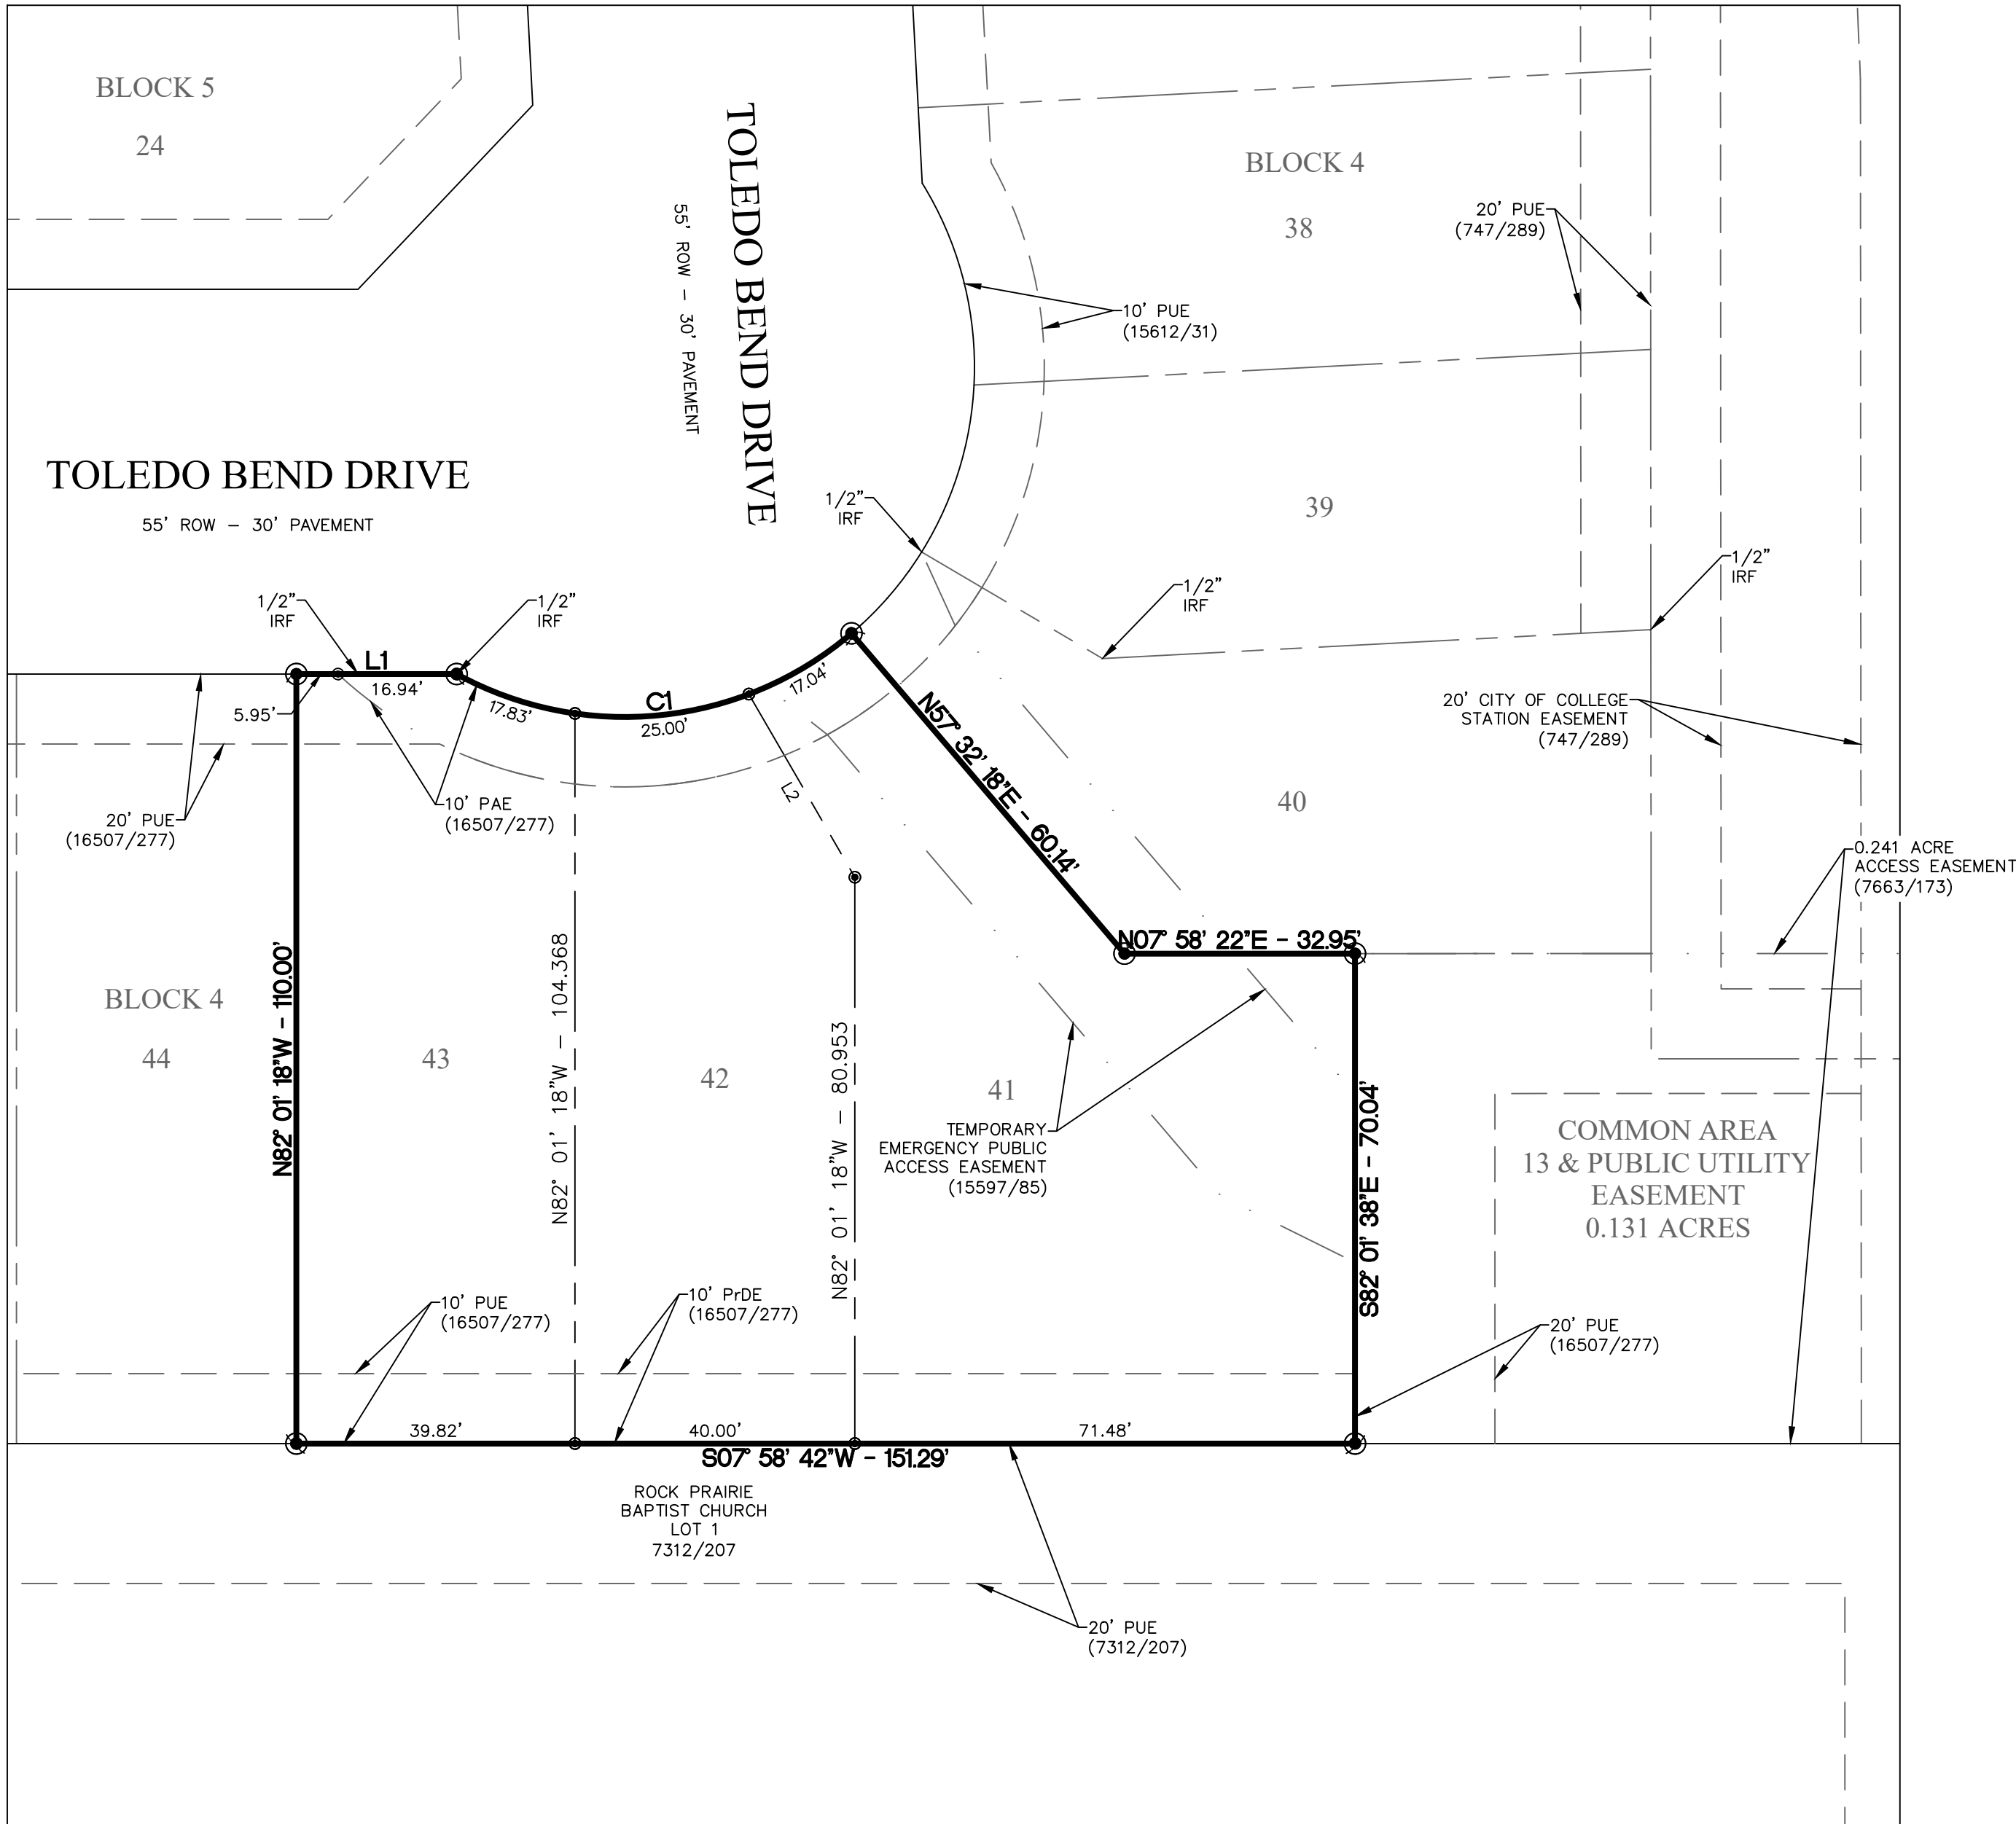 BLOCK 5
24
TOLEDO BEND DRIVE
55' ROW - 30' PAVEMENT
BLOCK 4
38
20' PUE
(747/289)
10' PUE
(15612/31)
TOLEDO BEND DRIVE
55' ROW - 30' PAVEMENT
1/2"
IRF
39
1/2"
IRF
1/2"
IRF
1/2"
IRF
1/2"
IRF
L1
16.94'
5.95'
17.83'
C1
25.00'
17.04'
L2
N57° 32' 18"E - 60.14'
20' CITY OF COLLEGE
STATION EASEMENT
(747/289)
40
20' PUE
(16507/277)
10' PAE
(16507/277)
0.241 ACRE
ACCESS EASEMENT
(7663/173)
N07° 58' 22"E - 32.95'
BLOCK 4
44
N82° 01' 18"W - 110.00'
43
N82° 01' 18"W - 104.368
42
N82° 01' 18"W - 80.953
41
TEMPORARY
EMERGENCY PUBLIC
ACCESS EASEMENT
(15597/85)
S82° 01' 38"E - 70.04'
COMMON AREA
13 & PUBLIC UTILITY
EASEMENT
0.131 ACRES
10' PUE
(16507/277)
10' PrDE
(16507/277)
20' PUE
(16507/277)
39.82'
40.00'
71.48'
S07° 58' 42"W - 151.29'
ROCK PRAIRIE
BAPTIST CHURCH
LOT 1
7312/207
20' PUE
(7312/207)